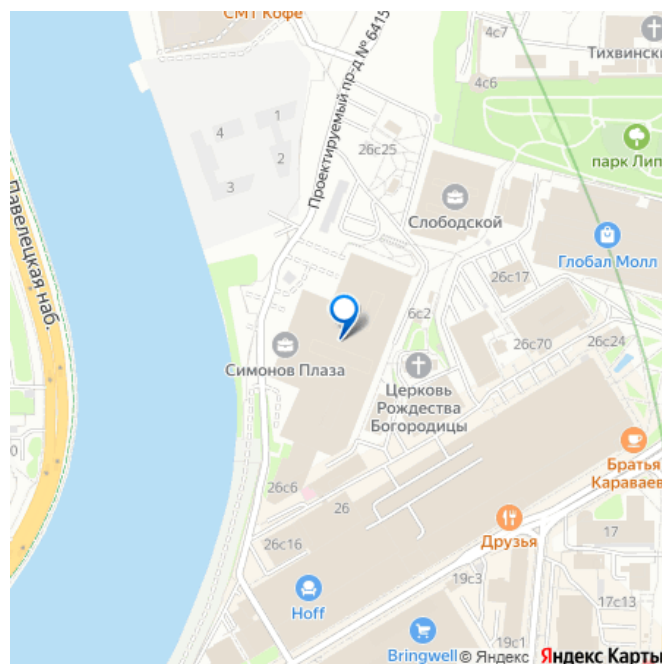 СМТ Кофе
4с7
Тихвински
4с6
Проектируемый пр-д № 6415
1
4
2
3
26с25
парк Лип
Слободской
Павелецкая наб.
Глобал Молл
26с17
6с2
26с70
26с24
Симонов Плаза
Церковь
Рождества
Богородицы
Братья
Караваев
26с6
26
0
Друзья
17
26с16
19с3
17с13
Hoff
19с1
Bringwell
© Яндекс Яндекс Карты